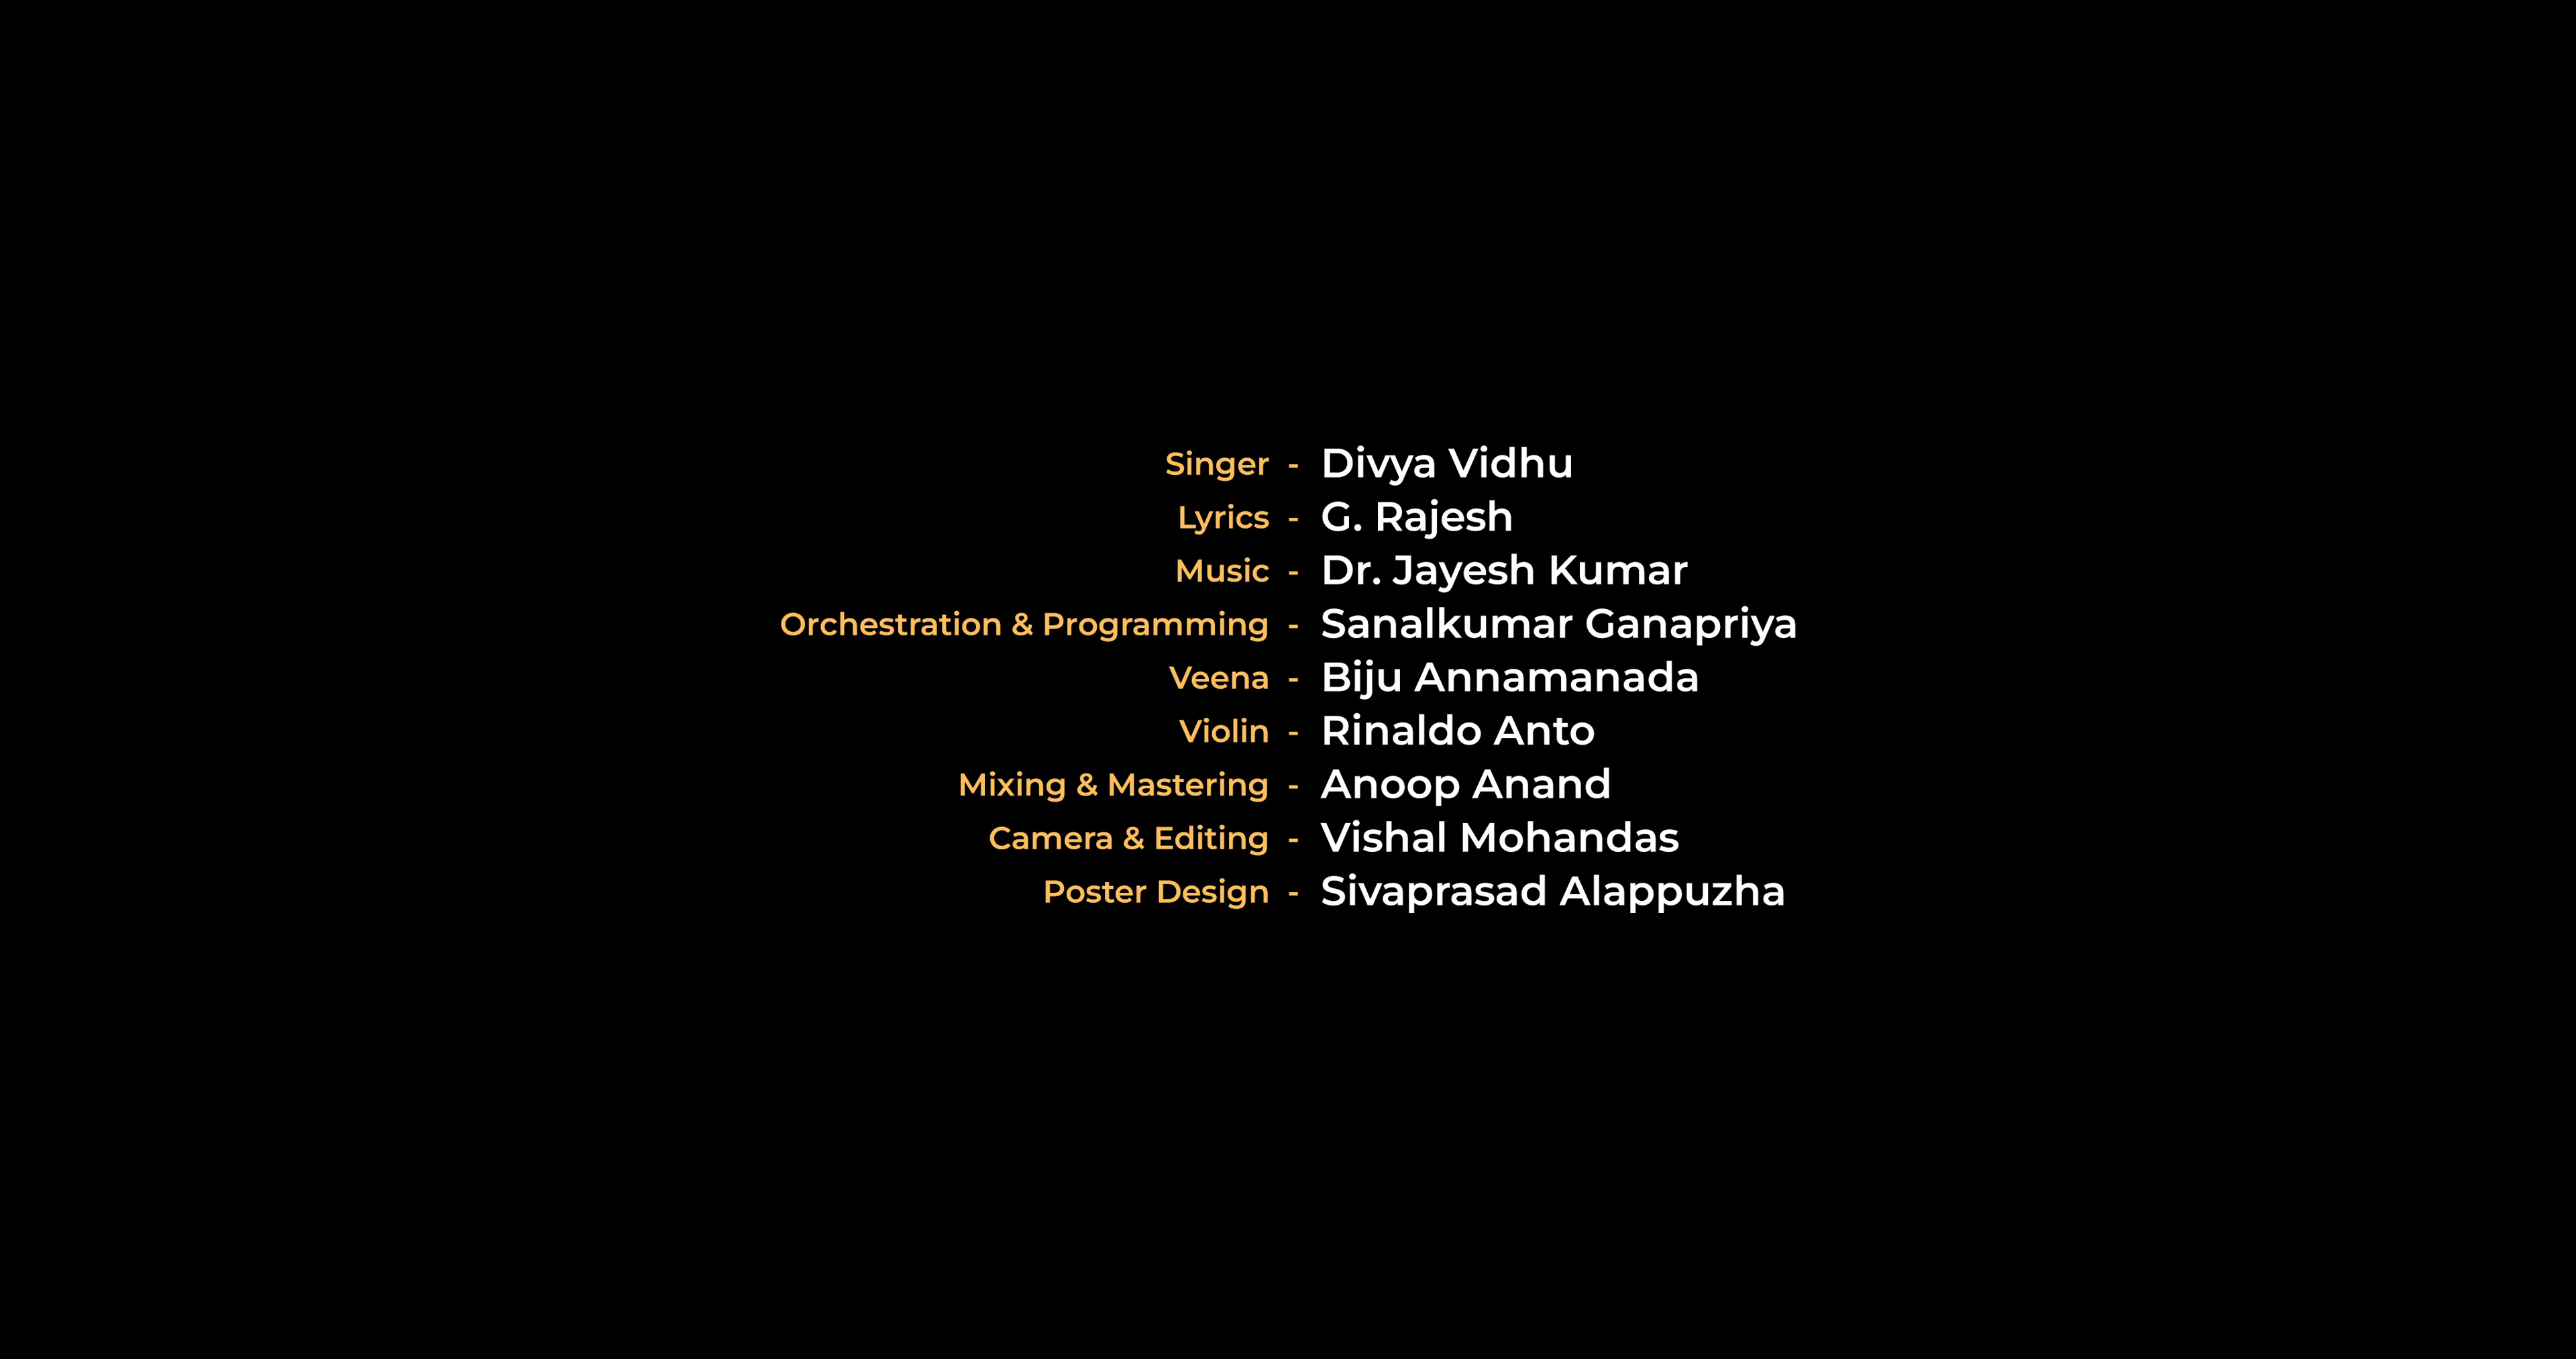 Singer - Divya Vidhu
Lyrics - G. Rajesh
Music - Dr. Jayesh Kumar
Orchestration & Programming - Sanalkumar Ganapriya
Veena - Biju Annamanada
Violin - Rinaldo Anto
Mixing & Mastering - Anoop Anand
Camera & Editing - Vishal Mohandas
Poster Design - Sivaprasad Alappuzha